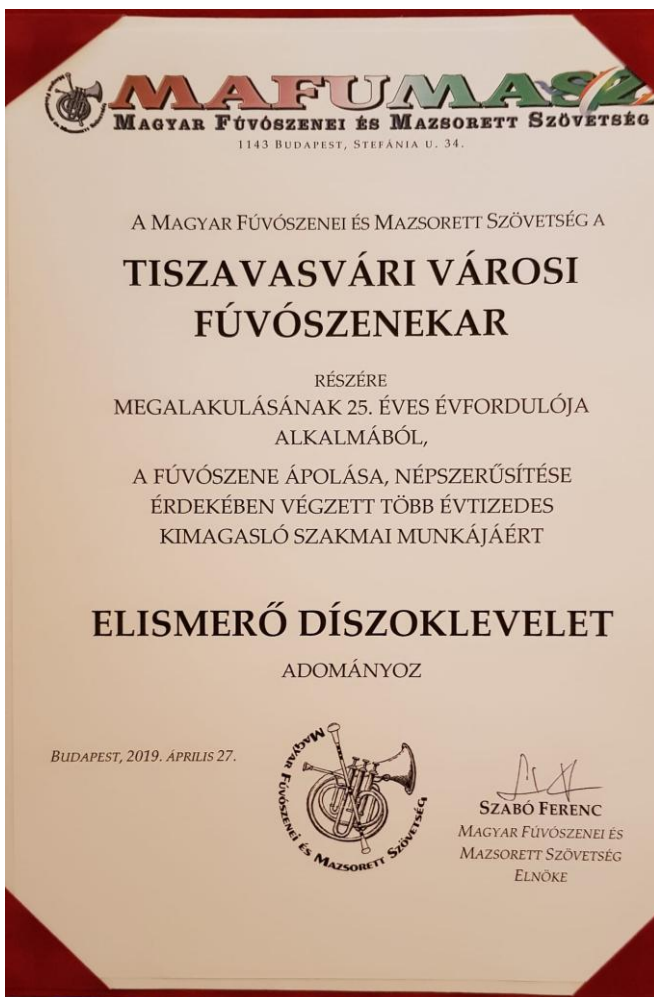 MAFUMASZ
MAGYAR FÚVÓSZENEI ÉS MAZSORETT SZÖVETSÉG
1143 BUDAPEST, STEFÁNIA U. 34.
A MAGYAR FÚVÓSZENEI ÉS MAZSORETT SZÖVETSÉG A
TISZAVASVÁRI VÁROSI
FÚVÓSZENEKAR
RÉSZÉRE
MEGALAKULÁSÁNAK 25. ÉVES ÉVFORDULÓJA
ALKALMÁBÓL,
A FÚVÓSZENE ÁPOLÁSA, NÉPSZERŰSÍTÉSE
ÉRDEKÉBEN VÉGZETT TÖBB ÉVTIZEDES
KIMAGASLÓ SZAKMAI MUNKÁJÁÉRT
ELISMERŐ DÍSZOKLEVELET
ADOMÁNYOZ
BUDAPEST, 2019. ÁPRILIS 27.
MAGYAR FÚVÓSZENEI ÉS MAZSORETT SZÖVETSÉG
SZABÓ FERENC
MAGYAR FÚVÓSZENEI ÉS
MAZSORETT SZÖVETSÉG
ELNÖKE